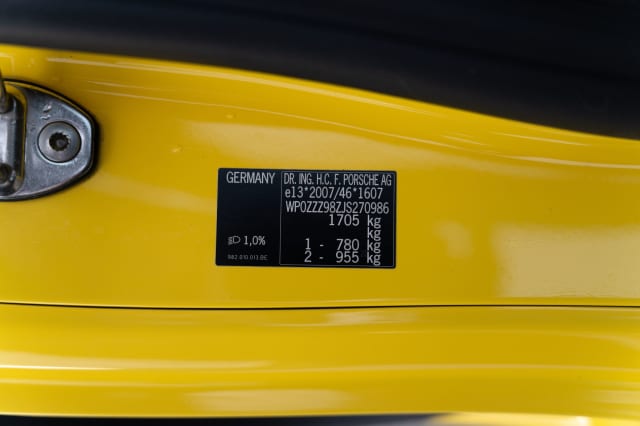 GERMANY
DR. ING. H.C. F. PORSCHE AG
e13*2007/46*1607
WP0ZZZ98ZJS270986
1705 kg
kg
1 - 780 kg
2 - 955 kg
1,0%
982.010.013.BE